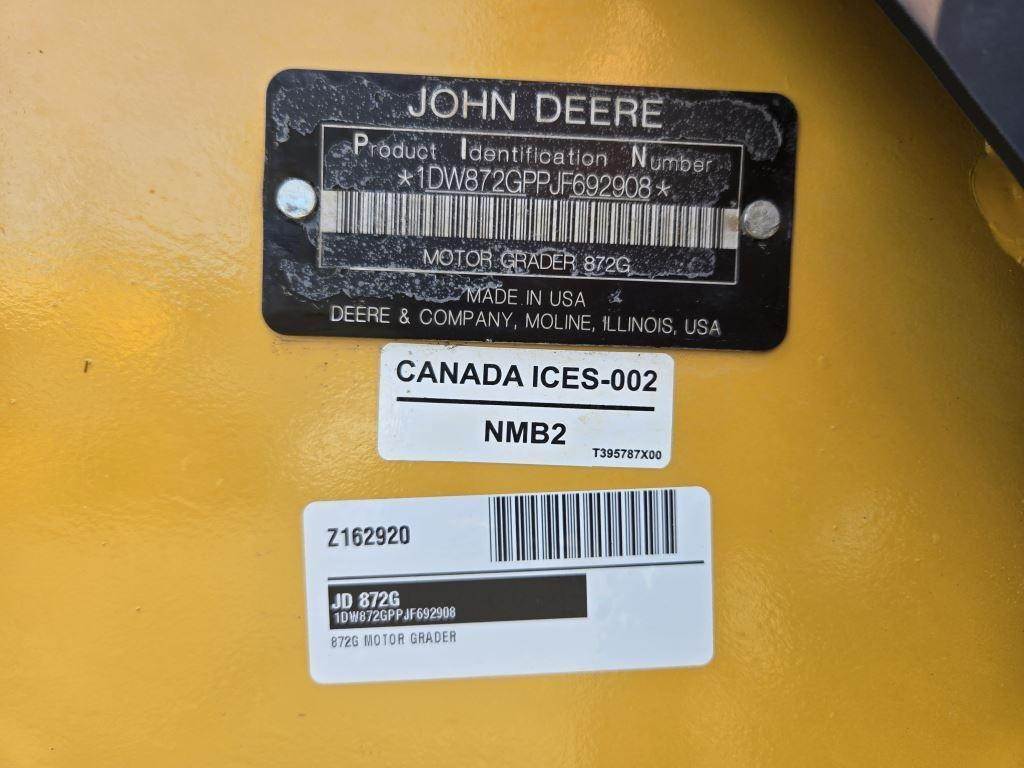 JOHN DEERE
Product Identification Number
*1DW872GPPJF692908*
MOTOR GRADER 872G
MADE IN USA
DEERE & COMPANY, MOLINE, ILLINOIS, USA
CANADA ICES-002
NMB2
T395787X00
Z162920
JD 872G
1DW872GPPJF692908
872G MOTOR GRADER